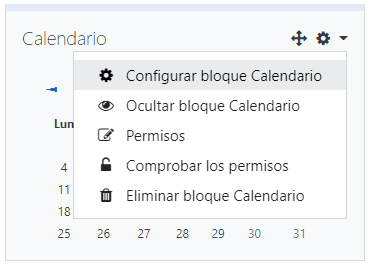 Calendario
Configurar bloque Calendario
Ocultar bloque Calendario
Lun
Permisos
4 Comprobar los permisos
11 Eliminar bloque Calendario
18
25 26 27 28 29 30 31